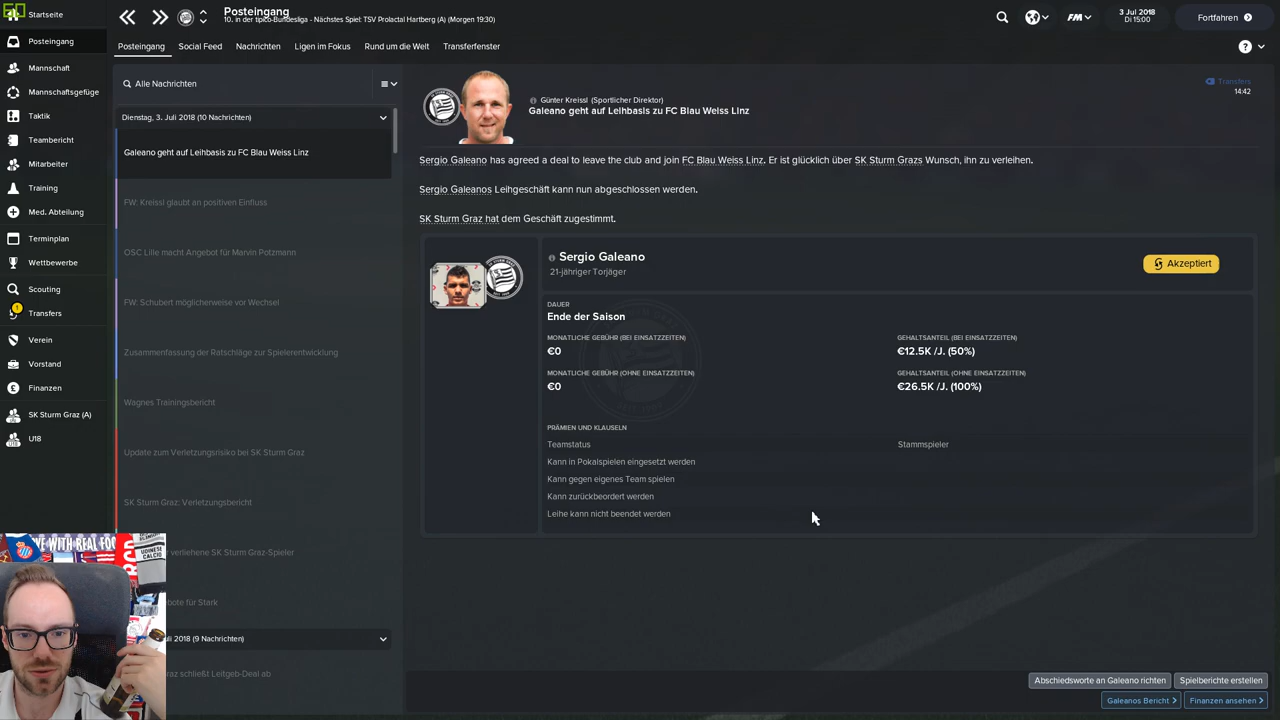 Startseite
Posteingang
Mannschaft
Mannschaftsgefüge
Taktik
Teambericht
Mitarbeiter
Training
Med. Abteilung
Terminplan
Wettbewerbe
Scouting
1
Transfers
Verein
Vorstand
Finanzen
SK Sturm Graz (A)
U18
Posteingang
10. in der tipico-Bundesliga - Nächstes Spiel: TSV Prolactal Hartberg (A) (Morgen 19:30)
FM
3 Jul 2018
Di 15:00
Fortfahren
Posteingang Social Feed Nachrichten Ligen im Fokus Rund um die Welt Transferfenster
?
Alle Nachrichten
Dienstag, 3. Juli 2018 (10 Nachrichten)
Galeano geht auf Leihbasis zu FC Blau Weiss Linz
FW: Kreissl glaubt an positiven Einfluss
OSC Lille macht Angebot für Marvin Potzmann
FW: Schubert möglicherweise vor Wechsel
Zusammenfassung der Ratschläge zur Spielerentwicklung
Wagnes Trainingsbericht
Update zum Verletzungsrisiko bei SK Sturm Graz
SK Sturm Graz: Verletzungsbericht
verliehene SK Sturm Graz-Spieler
für Stark
2018 (9 Nachrichten)
schließt Leitgeb-Deal ab
Günter Kreissl (Sportlicher Direktor)
Galeano geht auf Leihbasis zu FC Blau Weiss Linz
Transfers
14:42
Sergio Galeano has agreed a deal to leave the club and join FC Blau Weiss Linz. Er ist glücklich über SK Sturm Grazs Wunsch, ihn zu verleihen.
Sergio Galeanos Leihgeschäft kann nun abgeschlossen werden.
SK Sturm Graz hat dem Geschäft zugestimmt.
Sergio Galeano
21-jähriger Torjäger
Akzeptiert
DAUER
Ende der Saison
MONATLICHE GEBÜHR (BEI EINSATZZEITEN)
€0
GEHALTSANTEIL (BEI EINSATZZEITEN)
€12.5K /J. (50%)
MONATLICHE GEBÜHR (OHNE EINSATZZEITEN)
€0
GEHALTSANTEIL (OHNE EINSATZZEITEN)
€26.5K /J. (100%)
PRÄMIEN UND KLAUSELN
Teamstatus Stammspieler
Kann in Pokalspielen eingesetzt werden
Kann gegen eigenes Team spielen
Kann zurückbeordert werden
Leihe kann nicht beendet werden
Abschiedsworte an Galeano richten
Spielberichte erstellen
Galeanos Bericht
Finanzen ansehen
WITH REAL
UDINESE
CALCIO